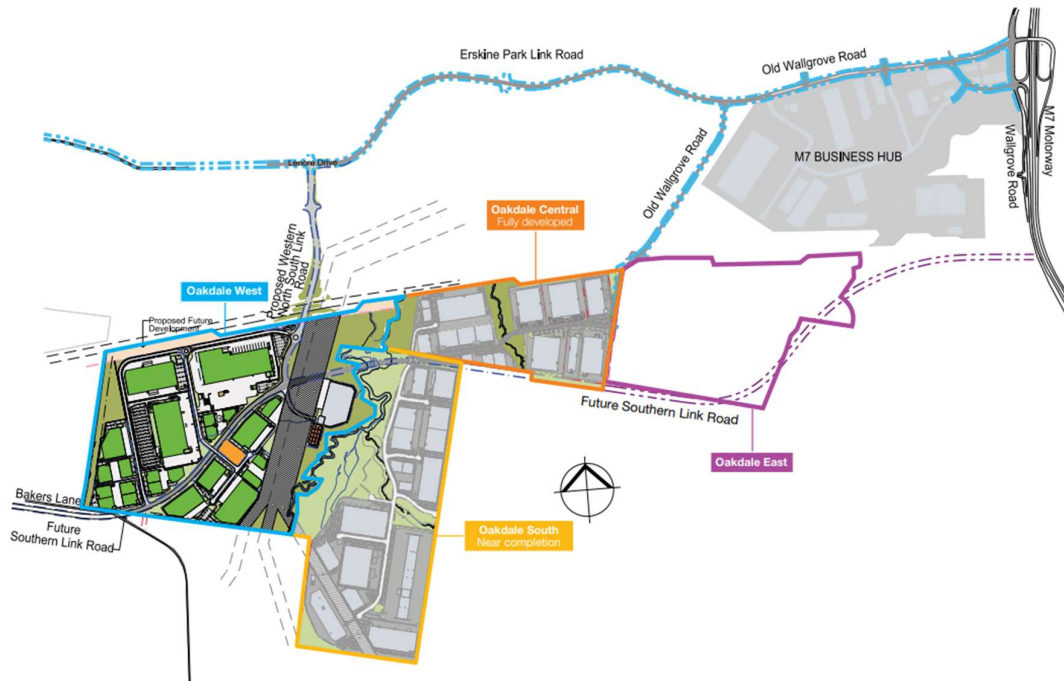 Erskine Park Link Road
Old Wallgrove Road
M7 Motorway
Wallgrove Road
M7 BUSINESS HUB
Lenore Drive
Old Wallgrove Road
Oakdale Central
Fully developed
Proposed Western
North South Link
Road
Oakdale West
Proposed Future
Development
Future Southern Link Road
Oakdale East
Bakers Lane
Future
Southern Link Road
Oakdale South
Near completion